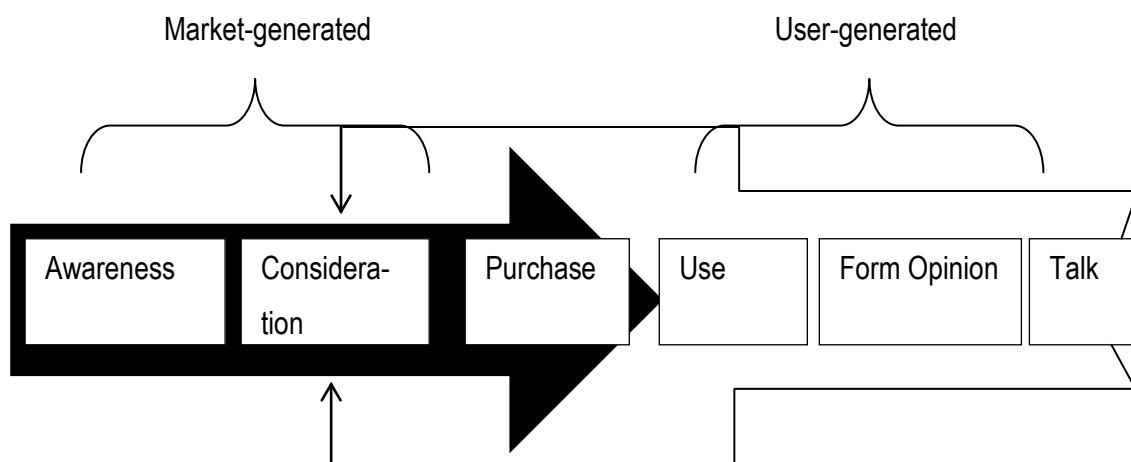 Market-generated
User-generated
Awareness
Considera-
tion
Purchase
Use
Form Opinion
Talk